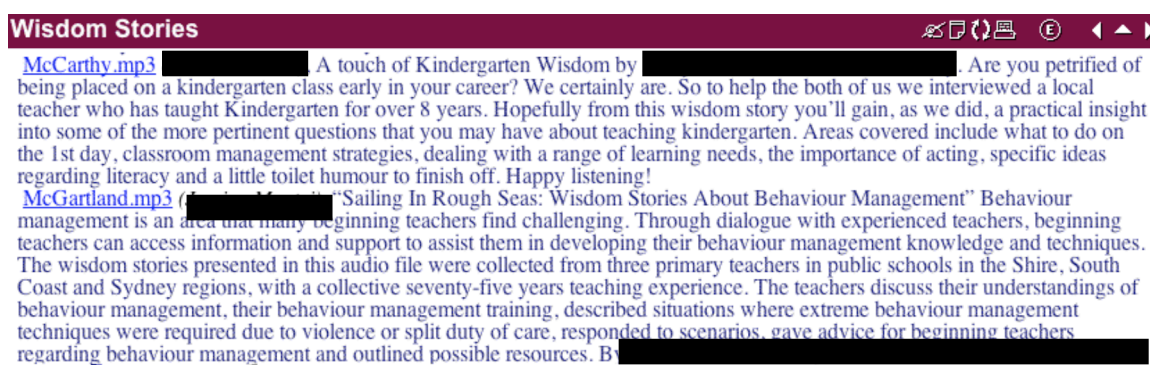 Wisdom Stories
McCarthy.mp3 , A touch of Kindergarten Wisdom by . Are you petrified of
being placed on a kindergarten class early in your career? We certainly are. So to help the both of us we interviewed a local
teacher who has taught Kindergarten for over 8 years. Hopefully from this wisdom story you’ll gain, as we did, a practical insight
into some of the more pertinent questions that you may have about teaching kindergarten. Areas covered include what to do on
the 1st day, classroom management strategies, dealing with a range of learning needs, the importance of acting, specific ideas
regarding literacy and a little toilet humour to finish off. Happy listening!
McGartland.mp3 ( “Sailing In Rough Seas: Wisdom Stories About Behaviour Management” Behaviour
management is an area that many beginning teachers find challenging. Through dialogue with experienced teachers, beginning
teachers can access information and support to assist them in developing their behaviour management knowledge and techniques.
The wisdom stories presented in this audio file were collected from three primary teachers in public schools in the Shire, South
Coast and Sydney regions, with a collective seventy-five years teaching experience. The teachers discuss their understandings of
behaviour management, their behaviour management training, described situations where extreme behaviour management
techniques were required due to violence or split duty of care, responded to scenarios, gave advice for beginning teachers
regarding behaviour management and outlined possible resources. By